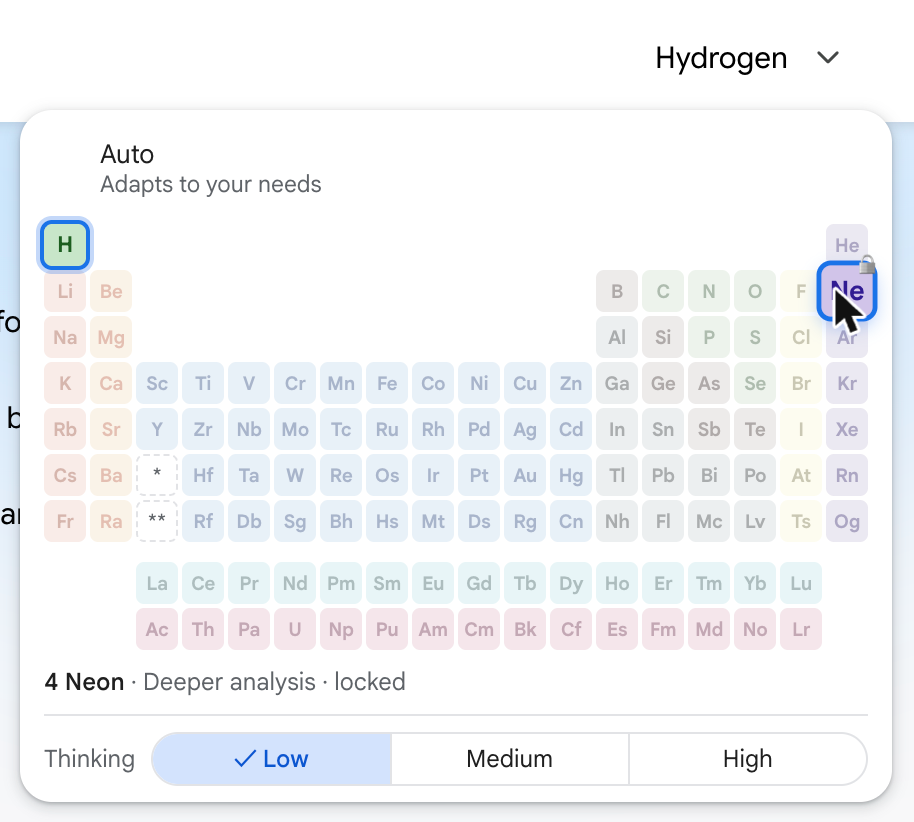 Hydrogen
Auto
Adapts to your needs
H He
Li Be B C N O F Ne
Na Mg Al Si P S Cl Ar
K Ca Sc Ti V Cr Mn Fe Co Ni Cu Zn Ga Ge As Se Br Kr
fo
Rb Sr Y Zr Nb Mo Tc Ru Rh Pd Ag Cd In Sn Sb Te I Xe
b
Cs Ba * Hf Ta W Re Os Ir Pt Au Hg Tl Pb Bi Po At Rn
Fr Ra ** Rf Db Sg Bh Hs Mt Ds Rg Cn Nh Fl Mc Lv Ts Og
ar
La Ce Pr Nd Pm Sm Eu Gd Tb Dy Ho Er Tm Yb Lu
Ac Th Pa U Np Pu Am Cm Bk Cf Es Fm Md No Lr
4 Neon · Deeper analysis · locked
Thinking ✓ Low Medium High